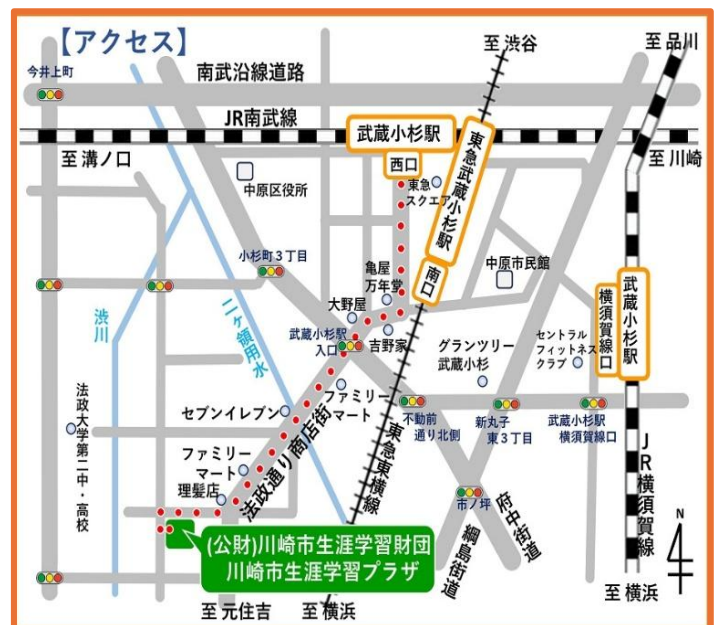 【アクセス】
至 渋谷
至 品川
今井上町
南武沿線道路
JR南武線
武蔵小杉駅
西口
至 溝ノ口
至 川崎
東急武蔵小杉駅
南口
中原区役所
東急
スクエア
小杉町３丁目
亀屋
万年堂
中原市民館
大野屋
武蔵小杉駅
入口
吉野家
グランツリー
武蔵小杉
セントラル
フィットネス
クラブ
横須賀線口
武蔵小杉駅
渋川
二ヶ領用水
ファミリー
マート
セブンイレブン
不動前
通り北側
新丸子
東３丁目
武蔵小杉駅
横須賀線口
法政大学第二中・高校
ファミリー
マート
理髪店
法政通り商店街
東急東横線
市ノ坪
府中街道
綱島街道
JR横須賀線
N
(公財)川崎市生涯学習財団
川崎市生涯学習プラザ
至 元住吉
至 横浜
至 横浜